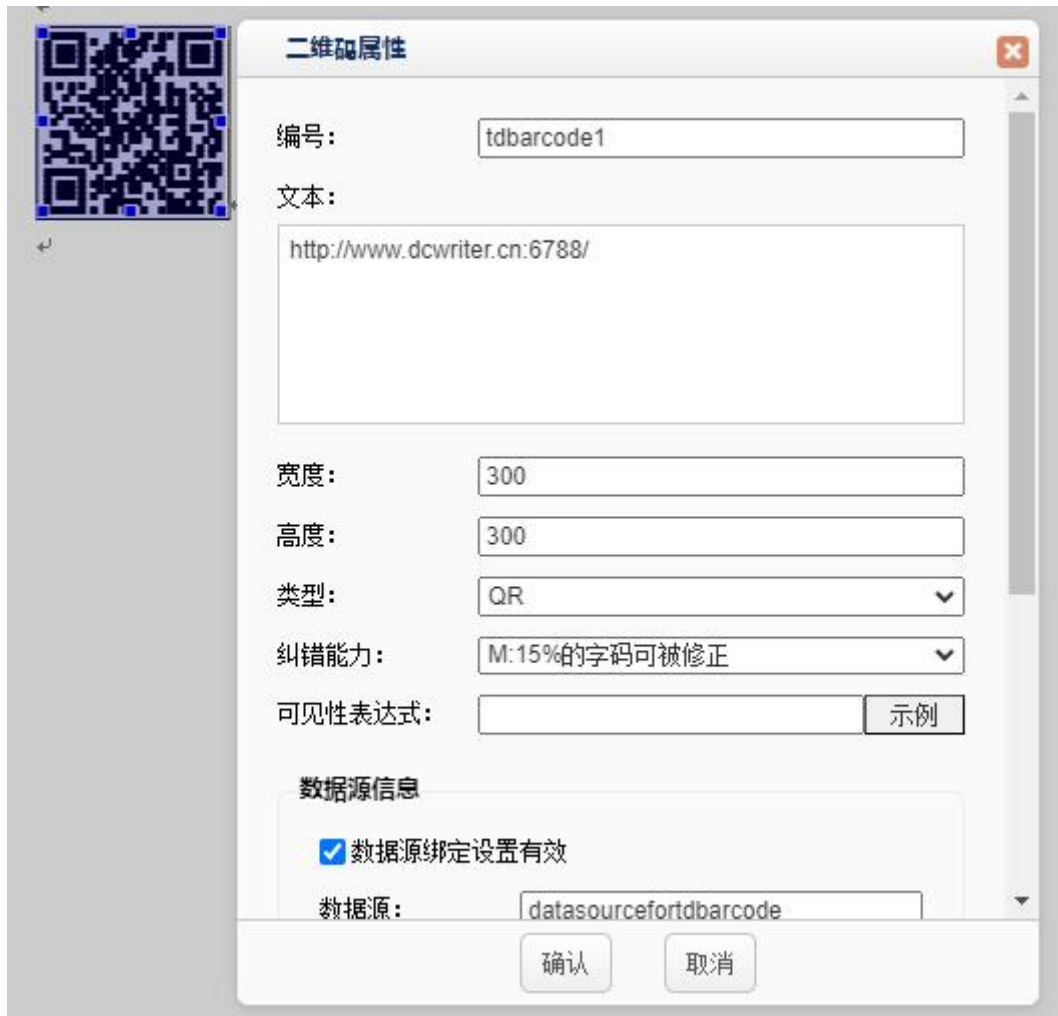 二维码属性
编号： tdbarcode1
文本：
http://www.dcwriter.cn:6788/
宽度： 300
高度： 300
类型： QR
纠错能力： M:15%的字码可被修正
可见性表达式： 示例
数据源信息
数据源绑定设置有效
数据源： datasourcefortdbarcode
确认 取消